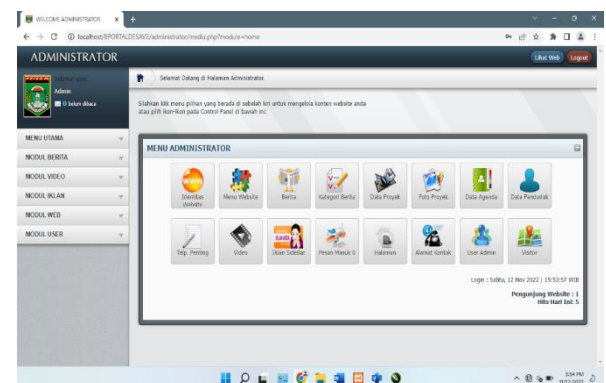 WELCOME ADMINISTRATOR
localhost/EPORTALDESAV2/administrator/media.php?module=home
ADMINISTRATOR
Lihat Web
Logout
Admin
0 belum dibaca
Selamat Datang di Halaman Administrator
Silahkan klik menu pilihan yang berada di sebelah kiri untuk mengelola konten website anda
atau pilih ikon-ikon pada Control Panel di bawah ini:
MENU UTAMA
MODUL BERITA
MODUL VIDEO
MODUL IKLAN
MODUL WEB
MODUL USER
MENU ADMINISTRATOR
Identitas Website
Menu Website
Berita
Kategori Berita
Data Proyek
Foto Proyek
Data Agenda
Data Penduduk
Telp. Penting
Video
Iklan Sidebar
Pesan Masuk
Halaman
Alamat Kontak
User Admin
Visitor
Login : Sabtu, 12 Nov 2022 | 15:53:57 WIB
Pengunjung Website : 1
Hits Hari Ini: 5
3:54 PM